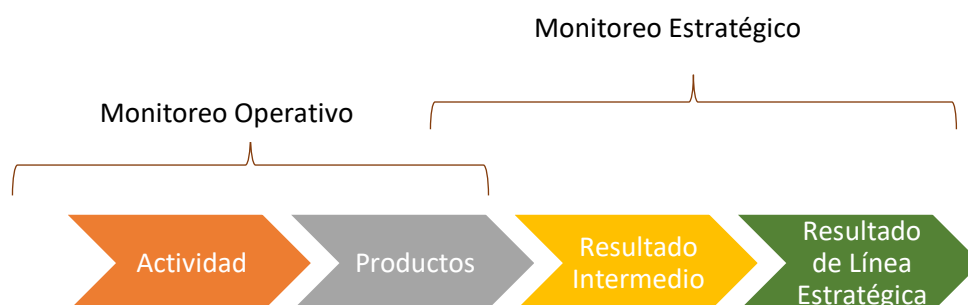 Monitoreo Estratégico
Monitoreo Operativo
Actividad
Productos
Resultado
Intermedio
Resultado
de Línea
Estratégica